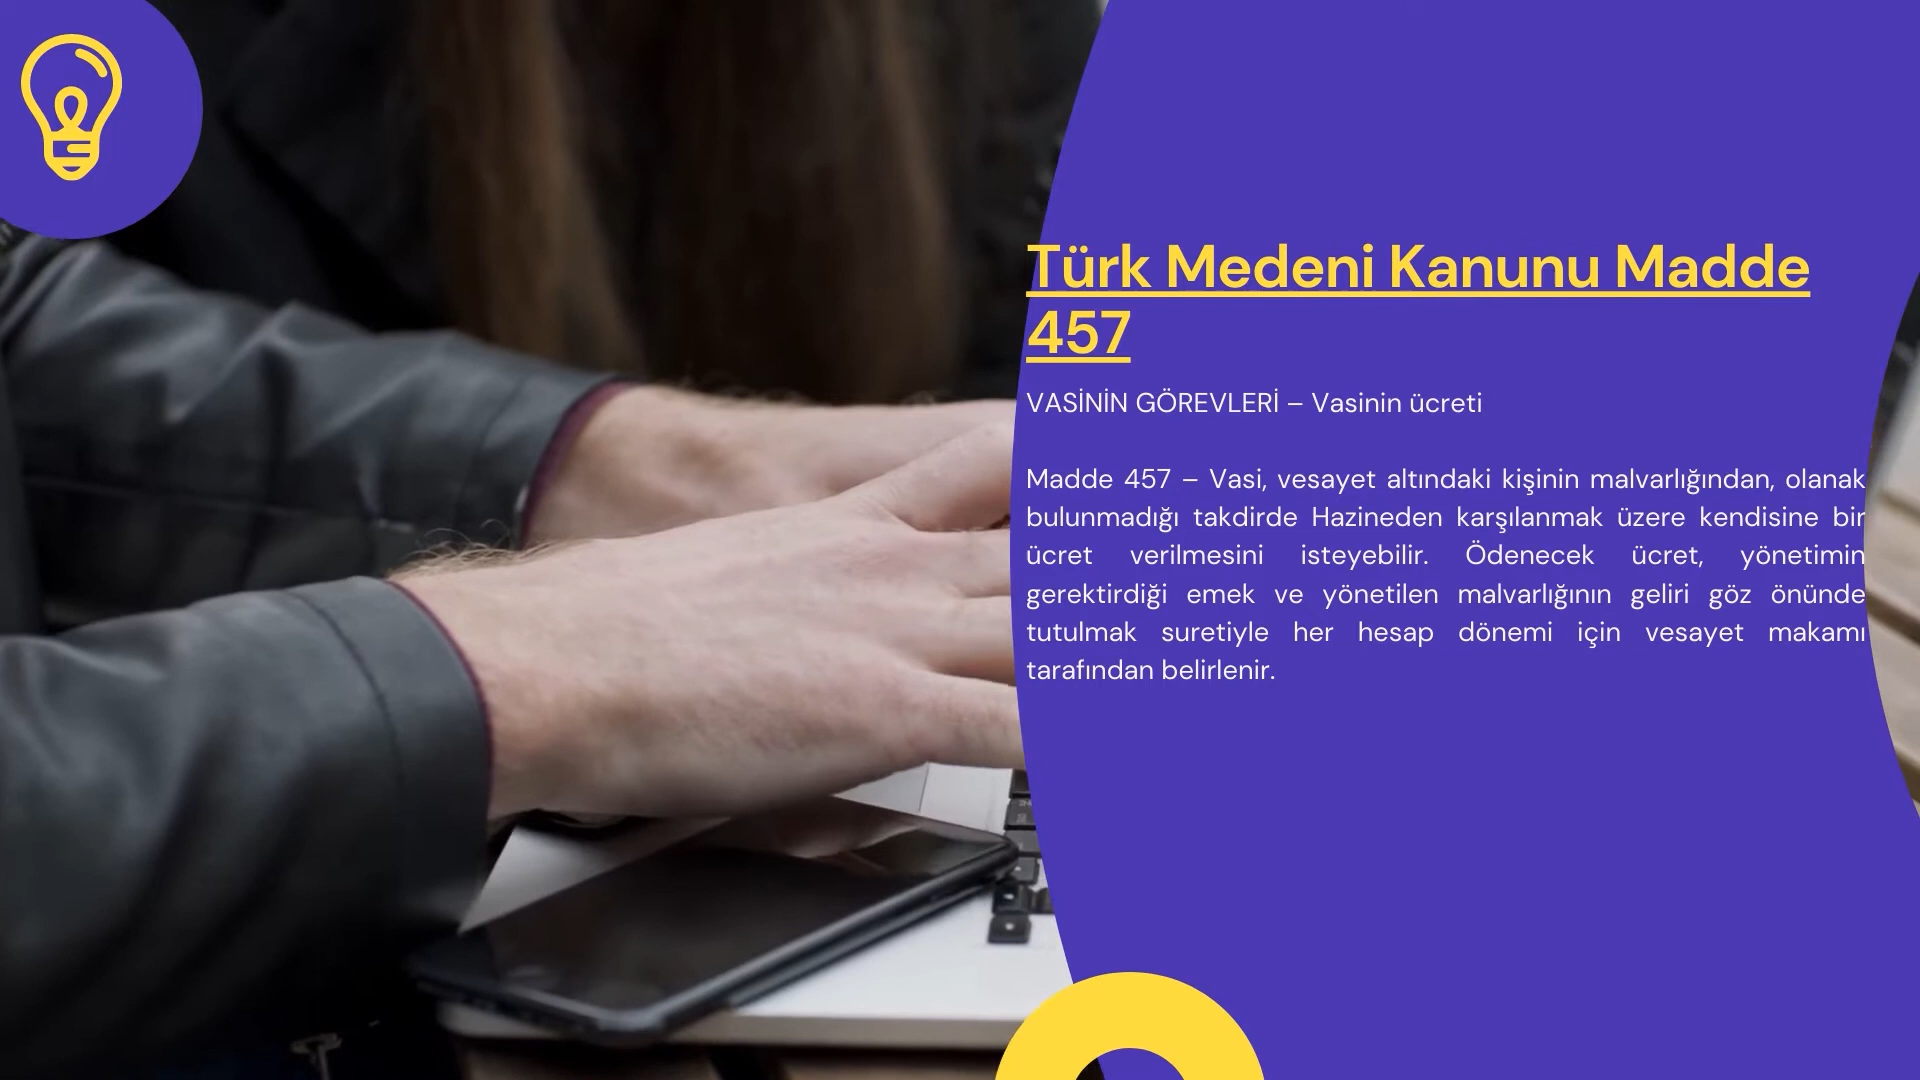 Türk Medeni Kanunu Madde
457
VASİNİN GÖREVLERİ – Vasinin ücreti
Madde 457 – Vasi, vesayet altındaki kişinin malvarlığından, olanak
bulunmadığı takdirde Hazineden karşılanmak üzere kendisine bir
ücret verilmesini isteyebilir. Ödenecek ücret, yönetimin
gerektirdiği emek ve yönetilen malvarlığının geliri göz önünde
tutulmak suretiyle her hesap dönemi için vesayet makamı
tarafından belirlenir.